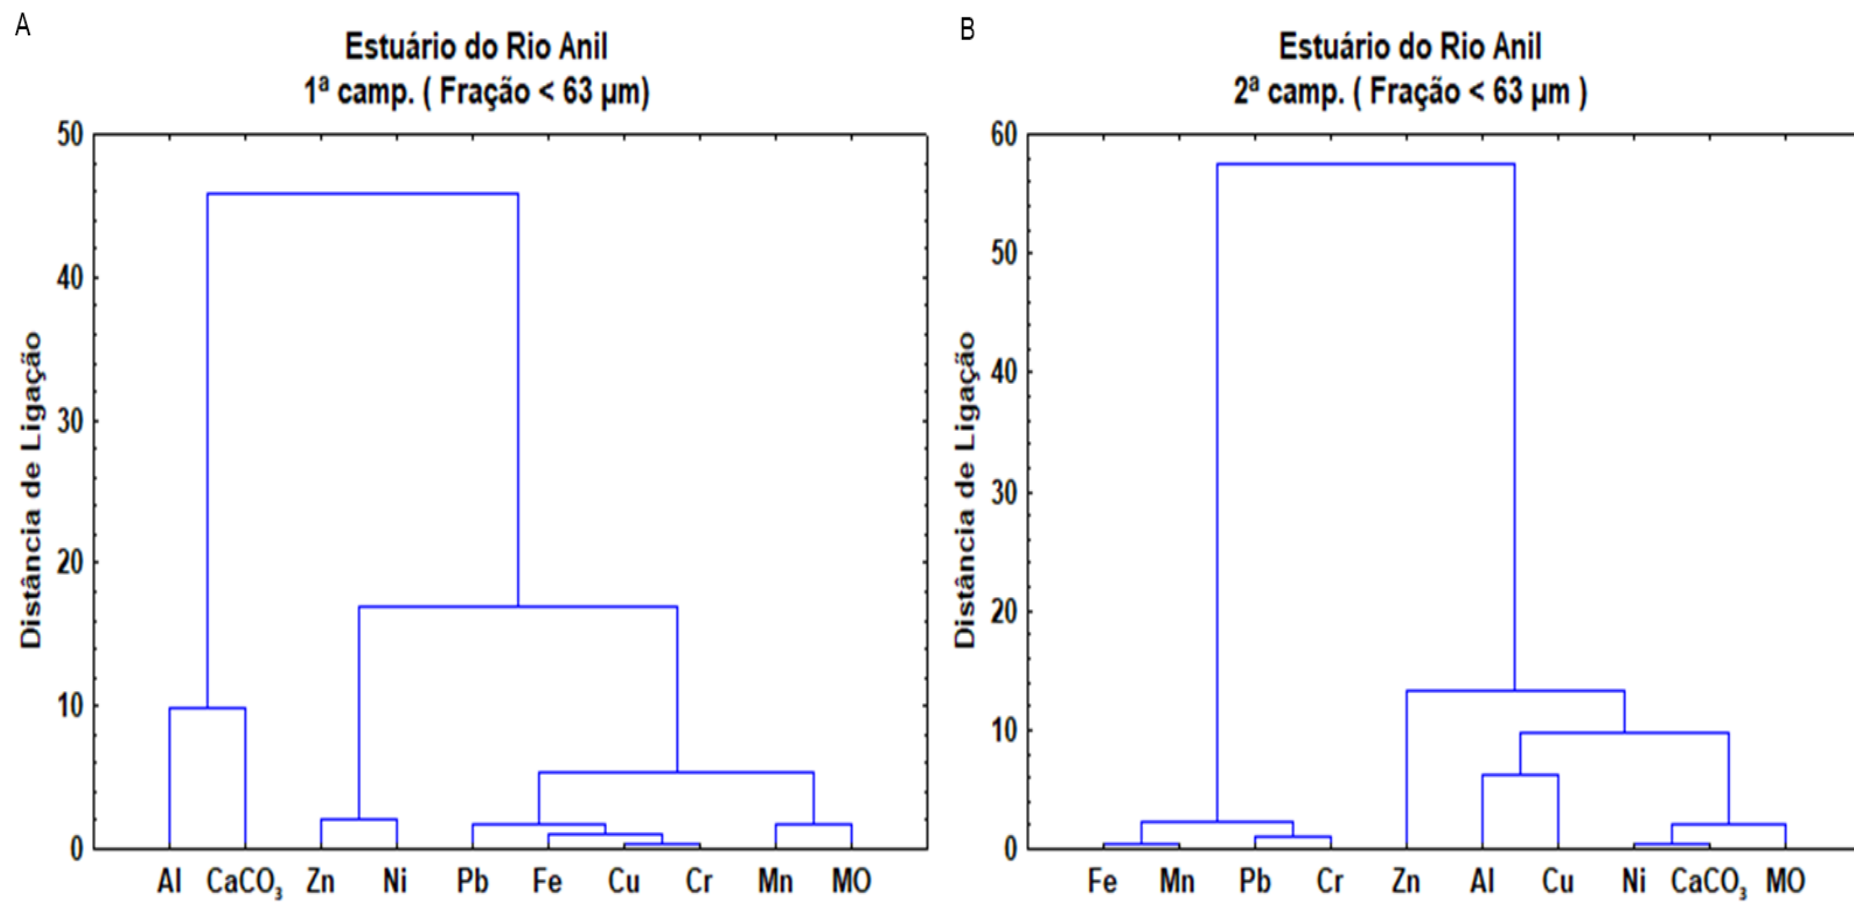 A
Estuário do Rio Anil
1ª camp. ( Fração < 63 µm)
50
40
30
20
10
0
Distância de Ligação
Al CaCO₃ Zn Ni Pb Fe Cu Cr Mn MO
B
Estuário do Rio Anil
2ª camp. ( Fração < 63 µm )
60
50
40
30
20
10
0
Distância de Ligação
Fe Mn Pb Cr Zn Al Cu Ni CaCO₃ MO